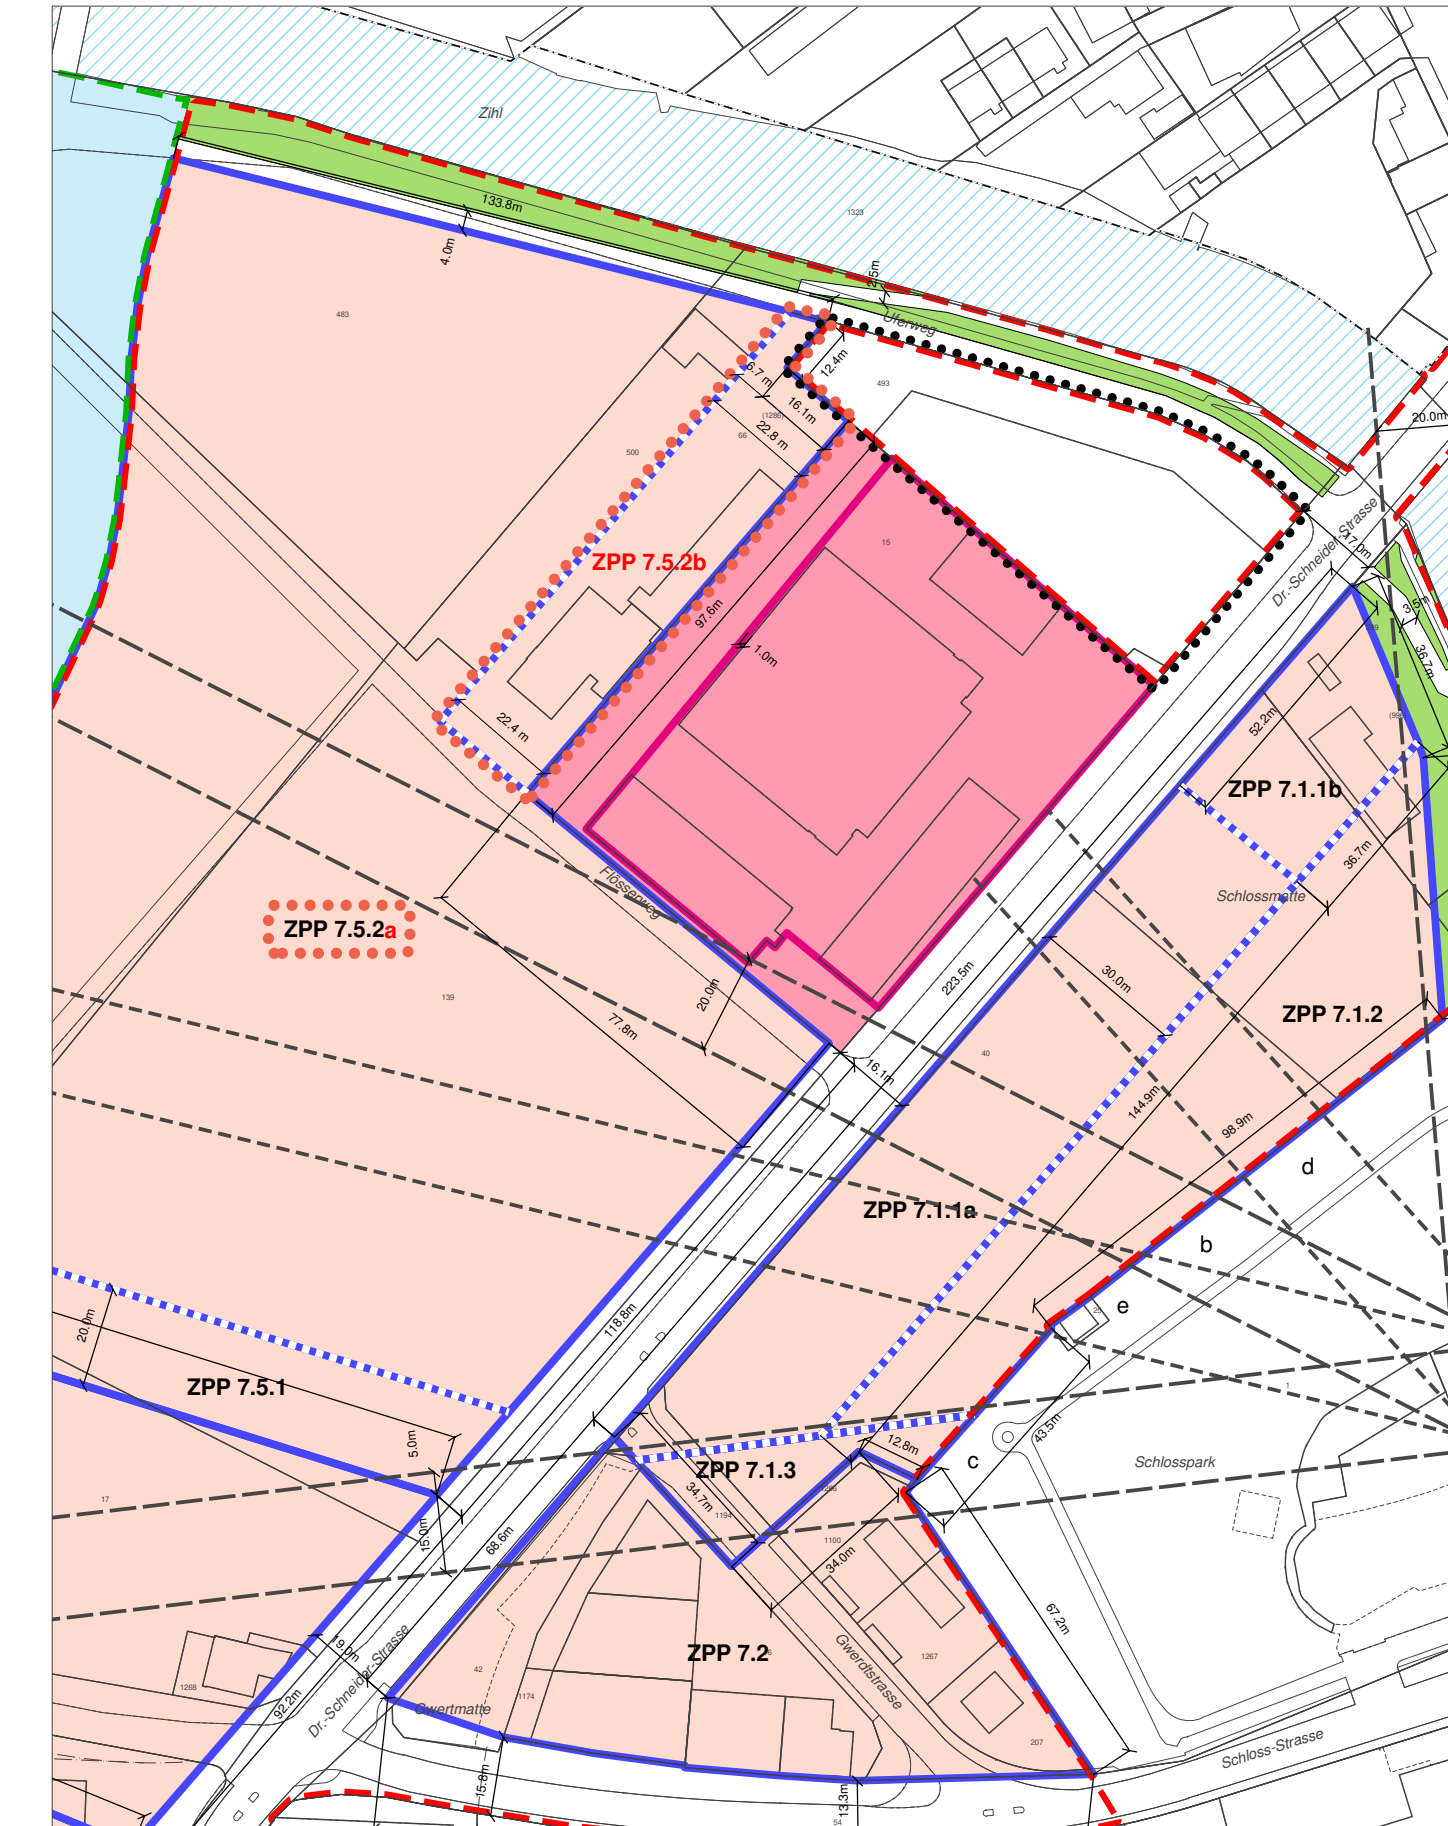 Zihl
1323
133.8m
4.0m
2.5m
Uferweg
483
493
12.4m
20.0m
6.7 m
16.1m
(1286)
66
22.8 m
500
ZPP 7.5.2b
15
Dr.-Schneider-Strasse
17.0m
3.5m
36.7m
97.6m
1.0m
22.4 m
52.2m
ZPP 7.1.1b
36.7m
Schlossmatte
Flösserweg
ZPP 7.5.2a
139
20.0m
77.8m
223.5m
30.0m
ZPP 7.1.2
40
16.1m
144.9m
98.9m
d
ZPP 7.1.1a
b
e
118.8m
20.0m
ZPP 7.5.1
1
43.5m
5.0m
12.8m
c
Schlosspark
ZPP 7.1.3
34.7m
1194
17
15.0m
68.6m
1100
34.0m
67.2m
ZPP 7.2
Gwerdtstrasse
1267
19.0m
Dr.-Schneider-Strasse
42
1268
1174
92.2m
Gwertmatte
207
Schloss-Strasse
15.8m
13.3m
54